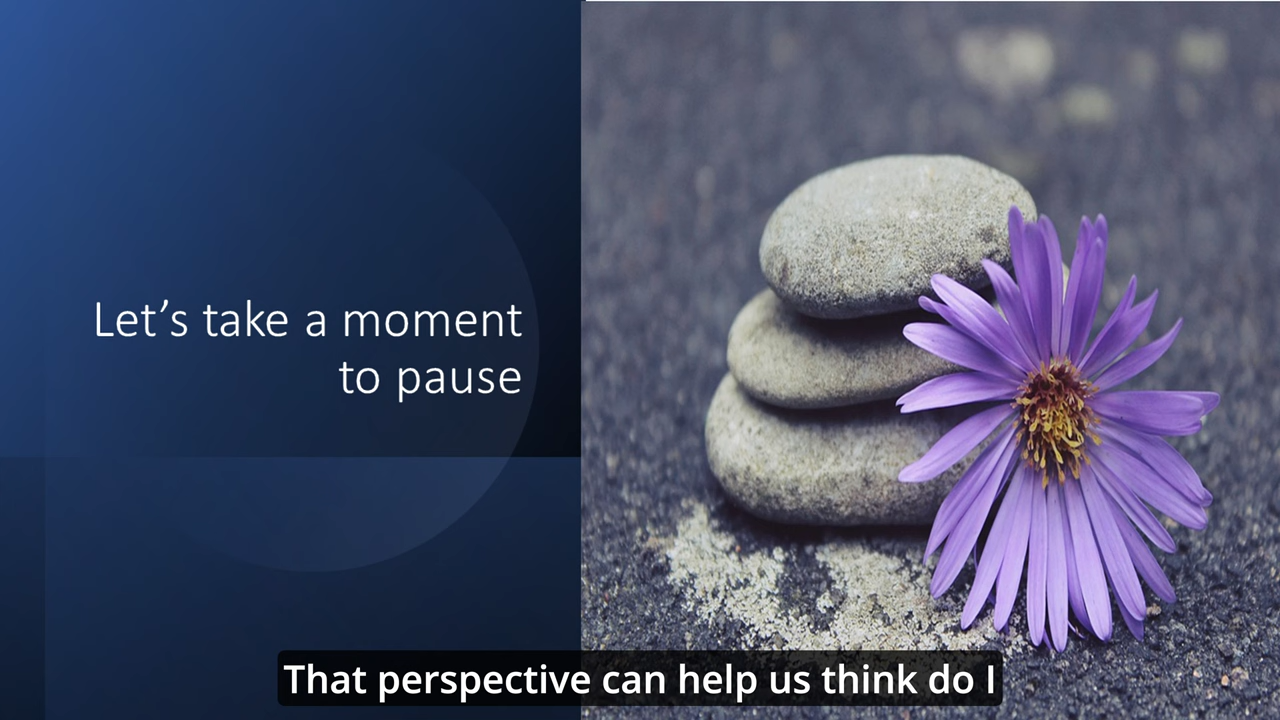 Let’s take a moment
to pause
That perspective can help us think do I